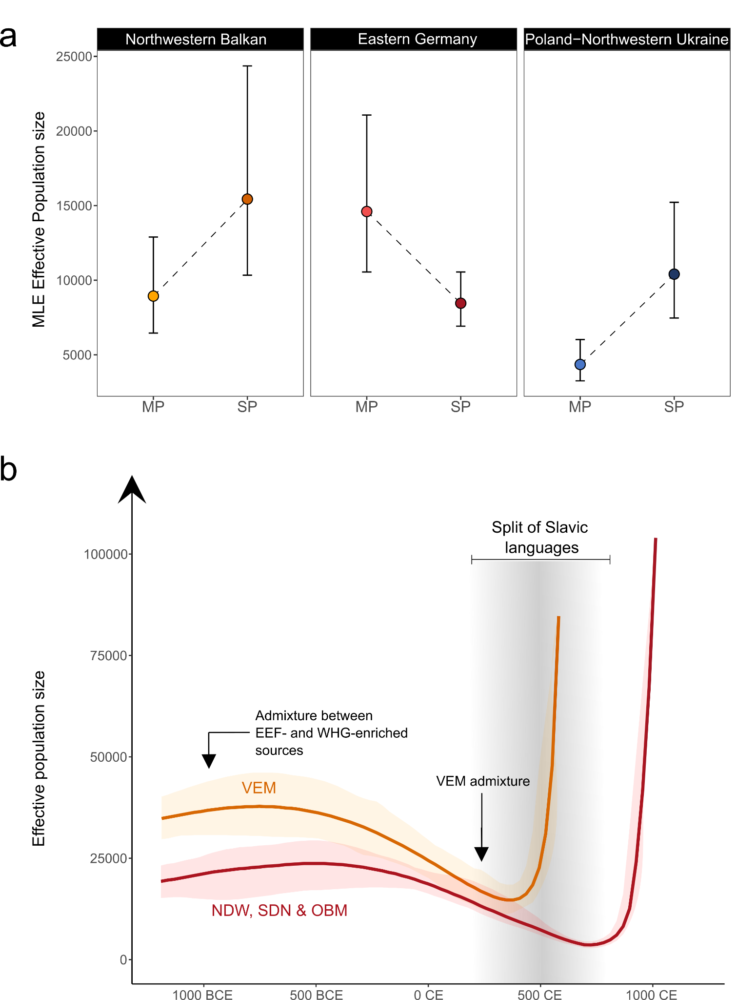 a
Northwestern Balkan
Eastern Germany
Poland−Northwestern Ukraine
MLE Effective Population size
25000
20000
15000
10000
5000
MP
SP
MP
SP
MP
SP
b
Effective population size
100000
75000
50000
25000
0
Split of Slavic
languages
Admixture between
EEF- and WHG-enriched
sources
VEM
VEM admixture
NDW, SDN & OBM
1000 BCE
500 BCE
0 CE
500 CE
1000 CE